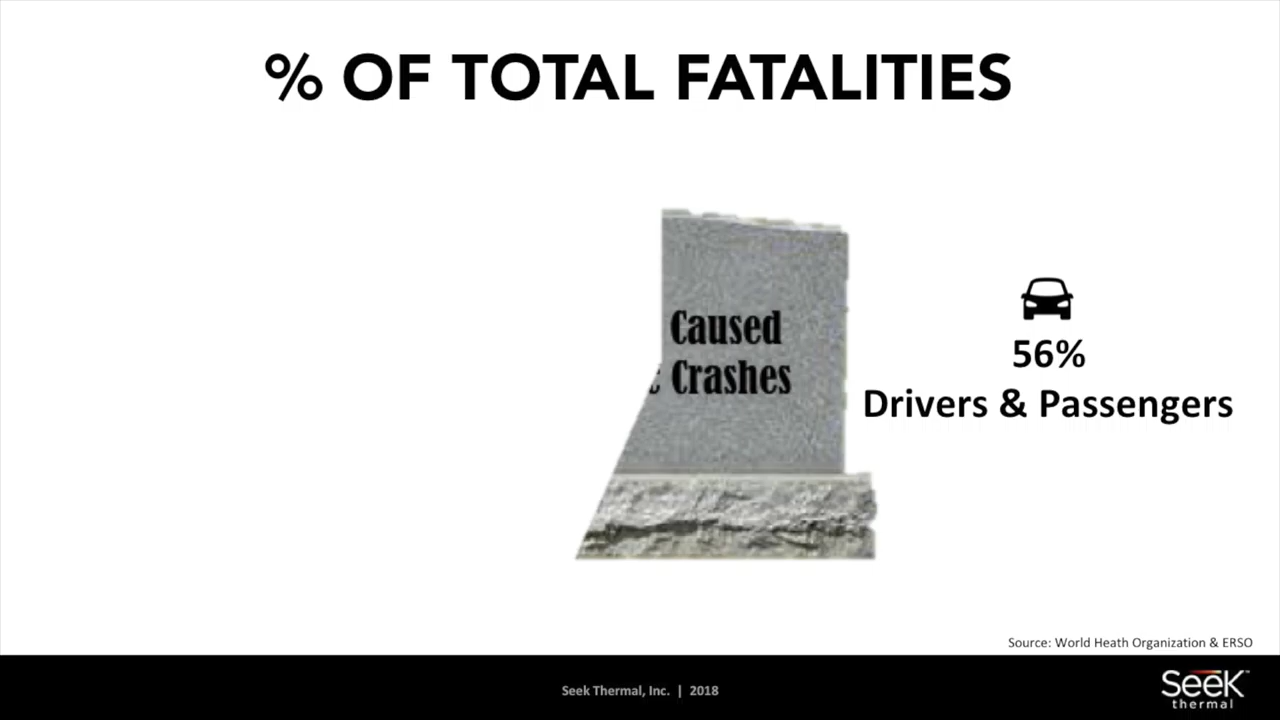 % OF TOTAL FATALITIES
Caused
Crashes
56%
Drivers & Passengers
Source: World Heath Organization & ERSO
Seek Thermal, Inc. | 2018
Seek
thermal